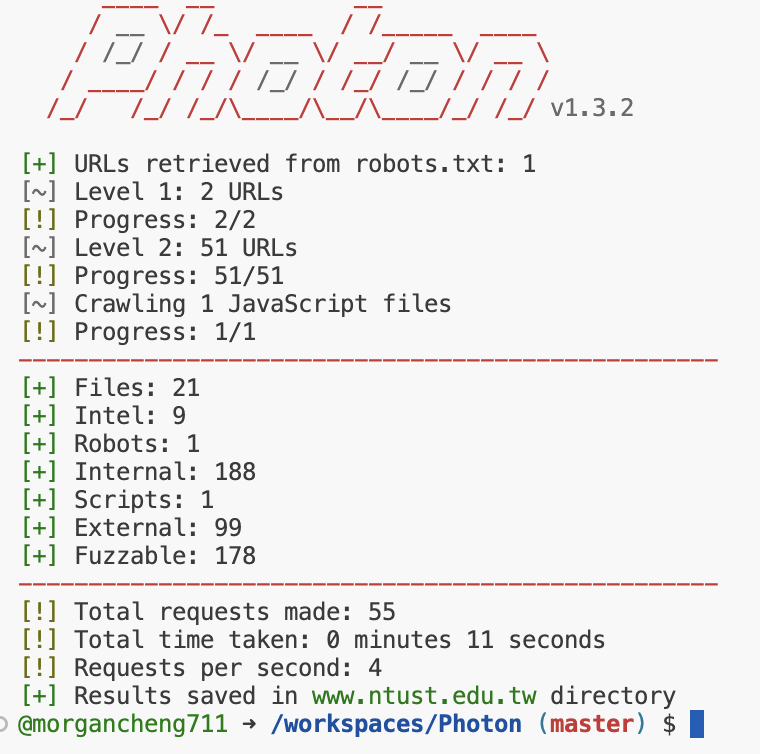 Photon v1.3.2
[+] URLs retrieved from robots.txt: 1
[~] Level 1: 2 URLs
[!] Progress: 2/2
[~] Level 2: 51 URLs
[!] Progress: 51/51
[~] Crawling 1 JavaScript files
[!] Progress: 1/1
[+] Files: 21
[+] Intel: 9
[+] Robots: 1
[+] Internal: 188
[+] Scripts: 1
[+] External: 99
[+] Fuzzable: 178
[!] Total requests made: 55
[!] Total time taken: 0 minutes 11 seconds
[!] Requests per second: 4
[+] Results saved in www.ntust.edu.tw directory
@morgancheng711 ➜ /workspaces/Photon (master) $